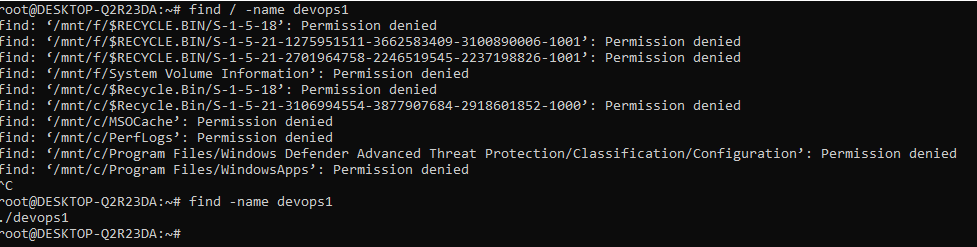 root@DESKTOP-Q2R23DA:~# find / -name devops1
find: ‘/mnt/f/$RECYCLE.BIN/S-1-5-18’: Permission denied
find: ‘/mnt/f/$RECYCLE.BIN/S-1-5-21-1275951511-3662583409-3100890006-1001’: Permission denied
find: ‘/mnt/f/$RECYCLE.BIN/S-1-5-21-2701964758-2246519545-2237198826-1001’: Permission denied
find: ‘/mnt/f/System Volume Information’: Permission denied
find: ‘/mnt/c/$Recycle.Bin/S-1-5-18’: Permission denied
find: ‘/mnt/c/$Recycle.Bin/S-1-5-21-3106994554-3877907684-2918601852-1000’: Permission denied
find: ‘/mnt/c/MSOCache’: Permission denied
find: ‘/mnt/c/PerfLogs’: Permission denied
find: ‘/mnt/c/Program Files/Windows Defender Advanced Threat Protection/Classification/Configuration’: Permission denied
find: ‘/mnt/c/Program Files/WindowsApps’: Permission denied
^C
root@DESKTOP-Q2R23DA:~# find -name devops1
./devops1
root@DESKTOP-Q2R23DA:~#